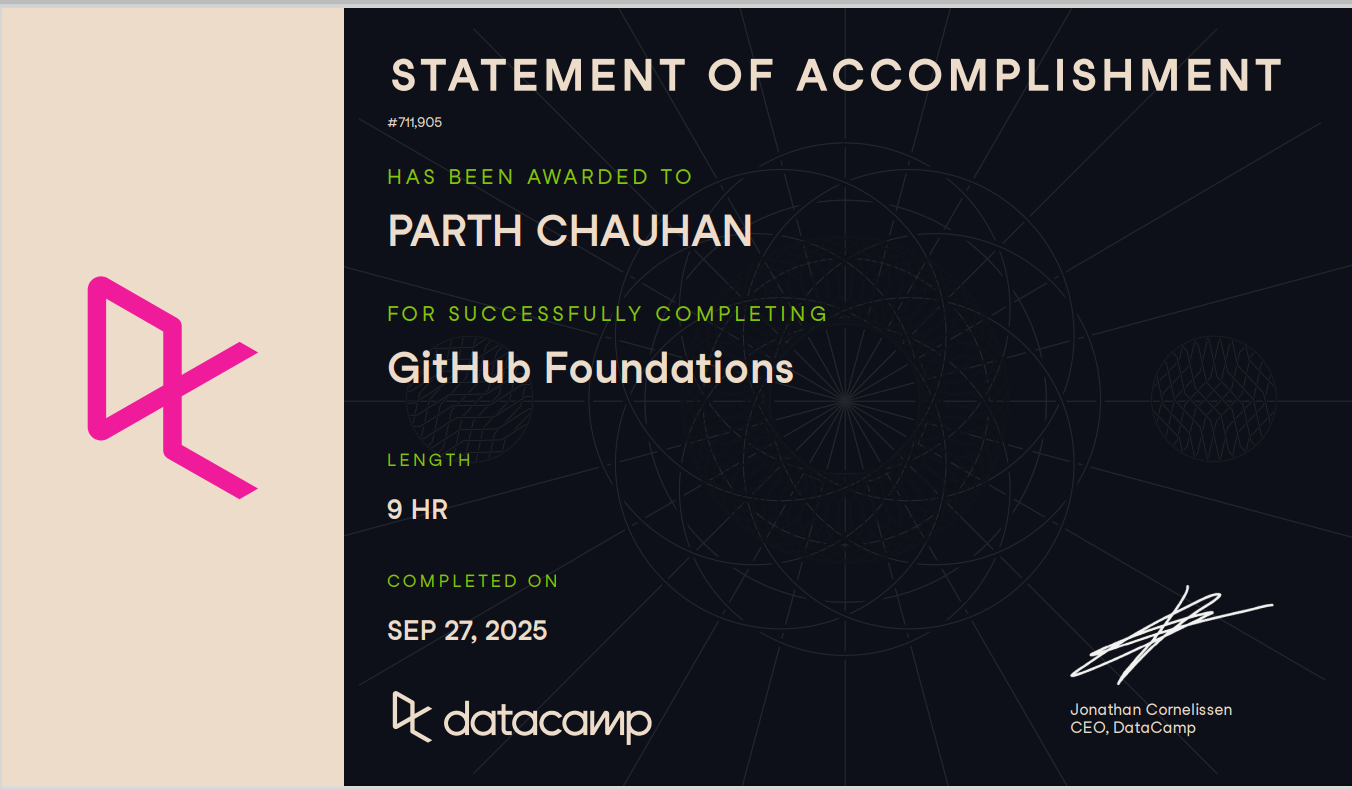 STATEMENT OF ACCOMPLISHMENT
#711,905
HAS BEEN AWARDED TO
PARTH CHAUHAN
FOR SUCCESSFULLY COMPLETING
GitHub Foundations
LENGTH
9 HR
COMPLETED ON
SEP 27, 2025
datacamp
Jonathan Cornelissen
CEO, DataCamp